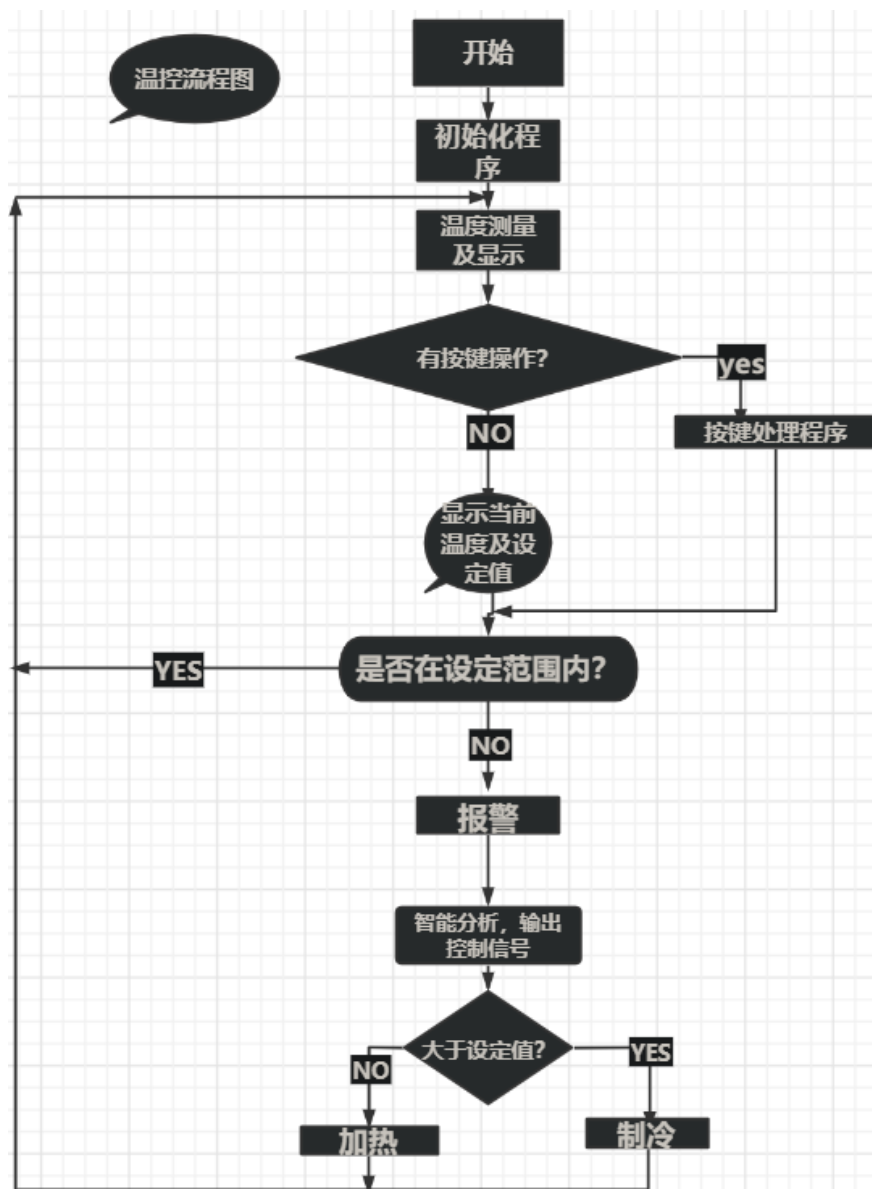 温控流程图
开始
初始化程
序
温度测量
及显示
有按键操作?
yes
按键处理程序
NO
显示当前
温度及设
定值
是否在设定范围内?
YES
NO
报警
智能分析，输出
控制信号
大于设定值?
NO
YES
加热
制冷